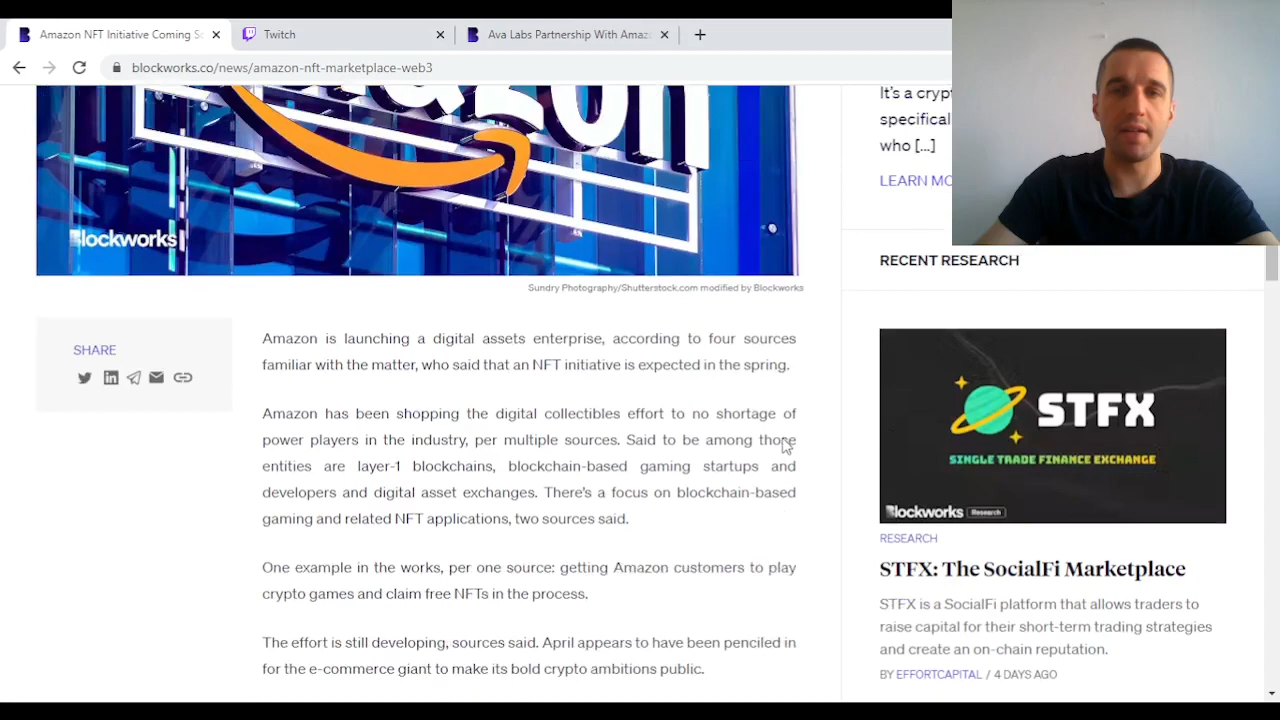 Amazon NFT Initiative Coming So
Twitch
Ava Labs Partnership With Amaz
blockworks.co/news/amazon-nft-marketplace-web3
amazon
Blockworks
Sundry Photography/Shutterstock.com modified by Blockworks
SHARE
Amazon is launching a digital assets enterprise, according to four sources
familiar with the matter, who said that an NFT initiative is expected in the spring.
Amazon has been shopping the digital collectibles effort to no shortage of
power players in the industry, per multiple sources. Said to be among those
entities are layer-1 blockchains, blockchain-based gaming startups and
developers and digital asset exchanges. There's a focus on blockchain-based
gaming and related NFT applications, two sources said.
One example in the works, per one source: getting Amazon customers to play
crypto games and claim free NFTs in the process.
The effort is still developing, sources said. April appears to have been penciled in
for the e-commerce giant to make its bold crypto ambitions public.
It's a cryp
specifical
who [...]
LEARN MO
RECENT RESEARCH
STFX
SINGLE TRADE FINANCE EXCHANGE
Blockworks Research
RESEARCH
STFX: The SocialFi Marketplace
STFX is a SocialFi platform that allows traders to
raise capital for their short-term trading strategies
and create an on-chain reputation.
BY EFFORTCAPITAL / 4 DAYS AGO